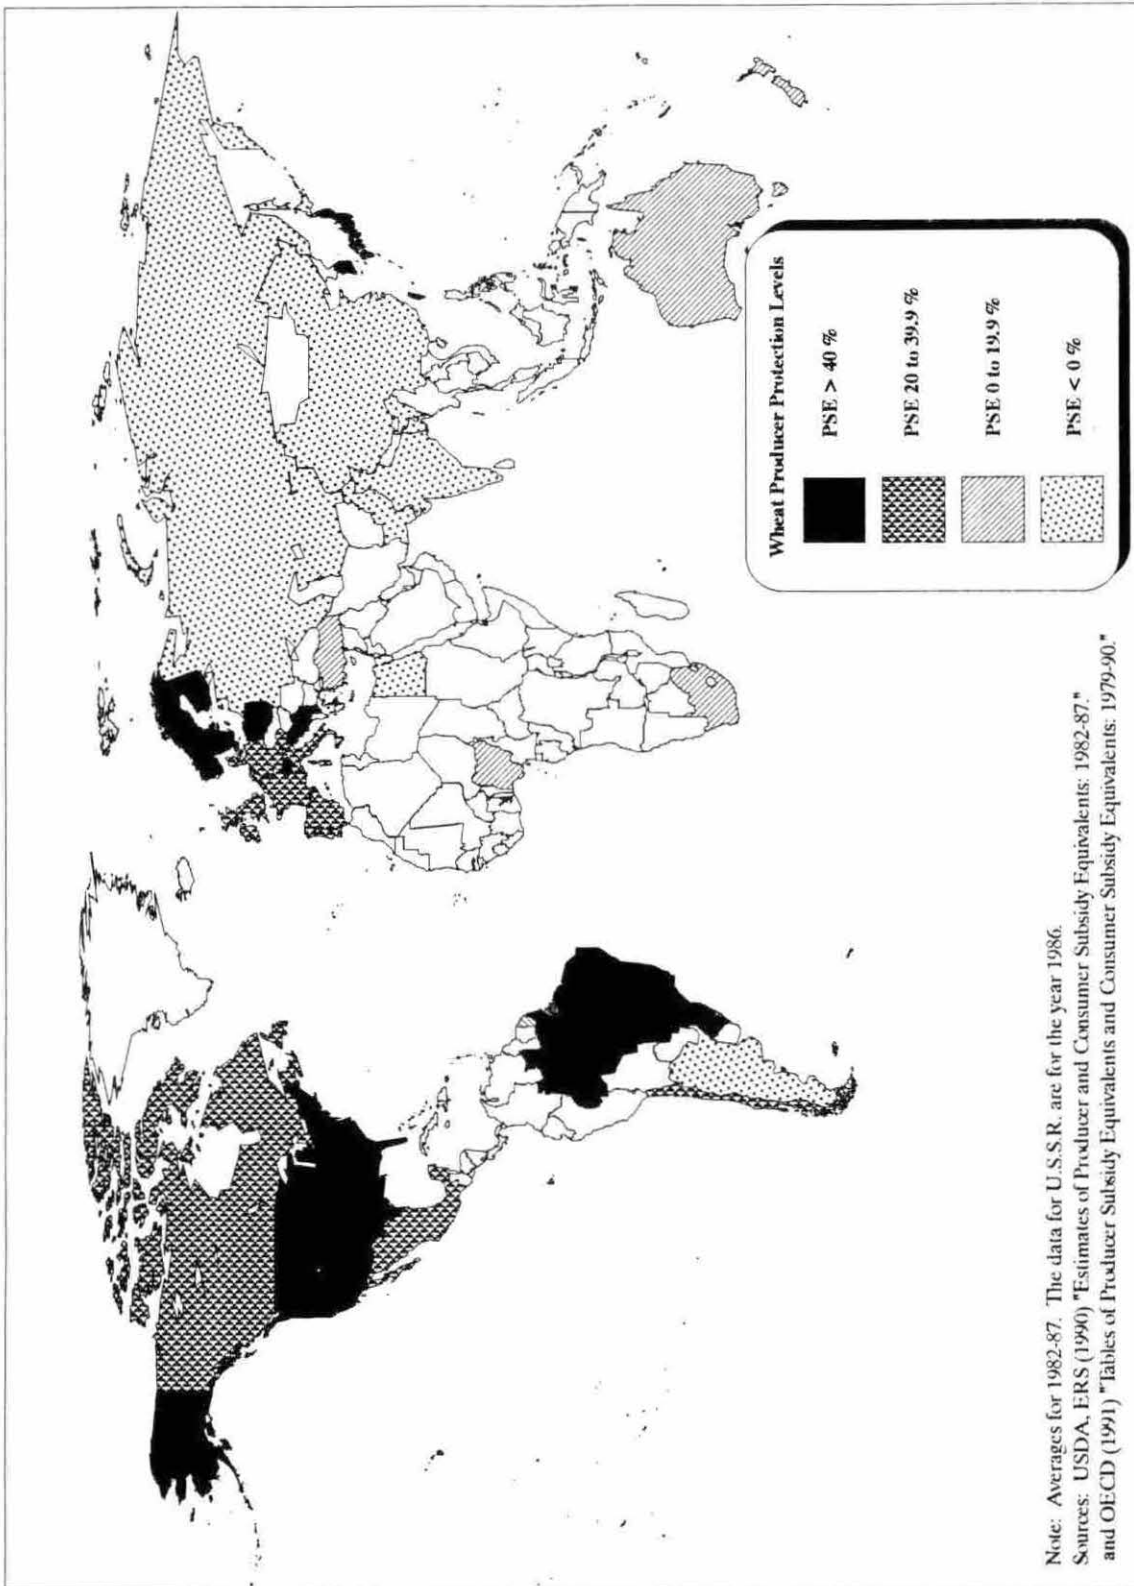 Wheat Producer Protection Levels
PSE > 40 %
PSE 20 to 39.9 %
PSE 0 to 19.9 %
PSE < 0 %
Note: Averages for 1982-87. The data for U.S.S.R. are for the year 1986.
Sources: USDA, ERS (1990) "Estimates of Producer and Consumer Subsidy Equivalents: 1982-87."
and OECD (1991) "Tables of Producer Subsidy Equivalents and Consumer Subsidy Equivalents: 1979-90."